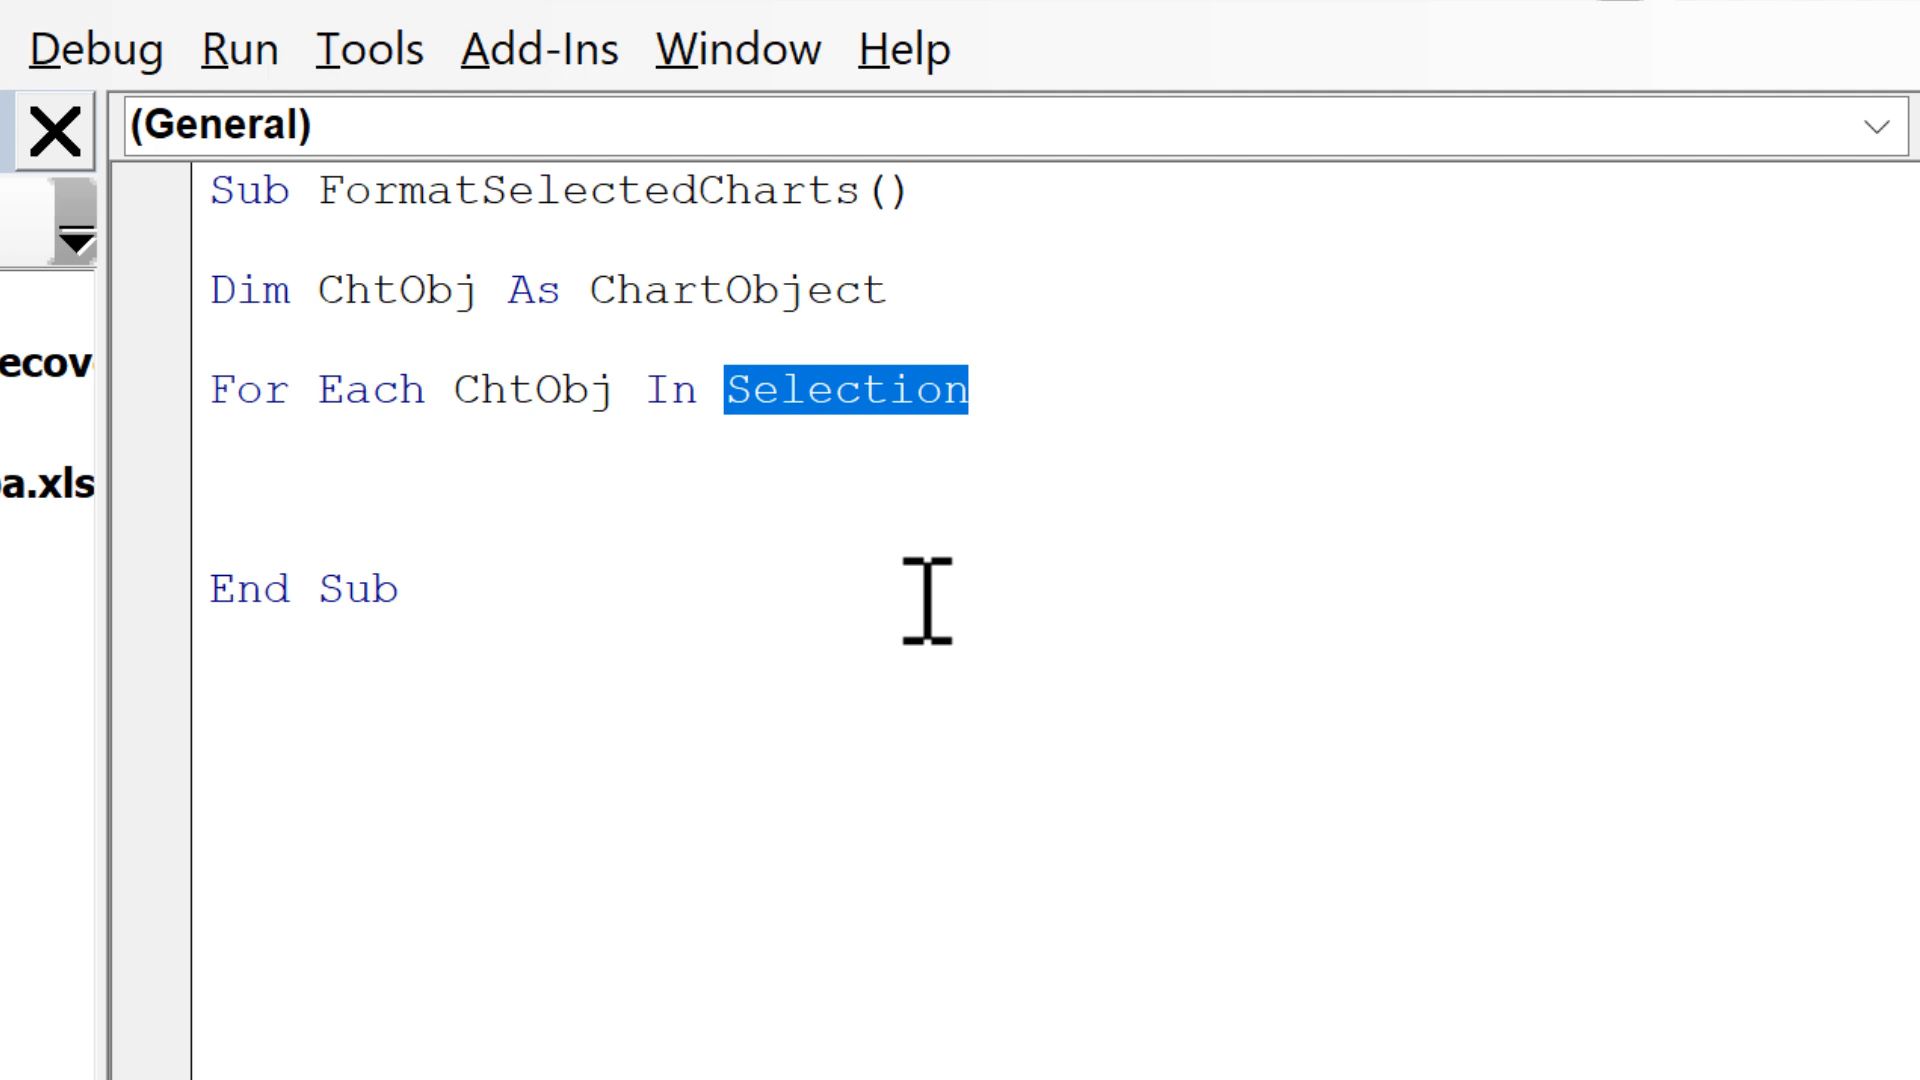 Debug Run Tools Add-Ins Window Help
(General)
Sub FormatSelectedCharts()
Dim ChtObj As ChartObject
ecov
For Each ChtObj In Selection
a.xls
End Sub